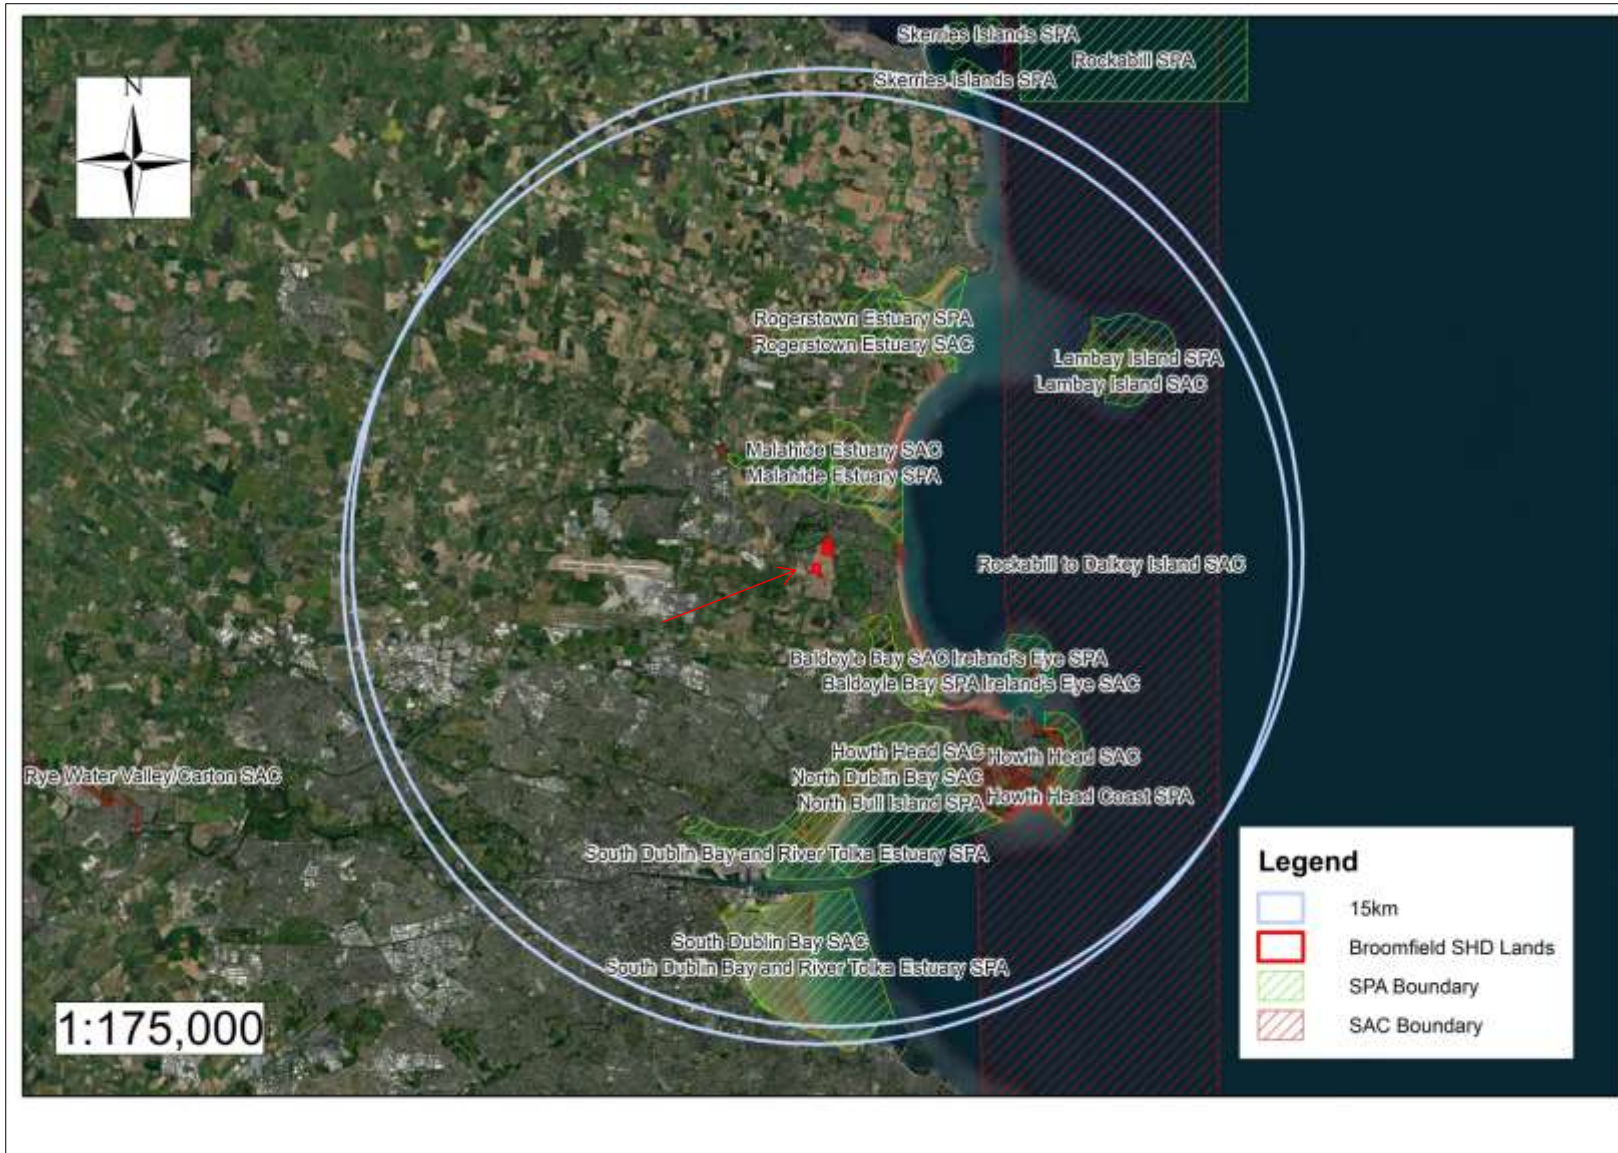 Skerries Islands SPA
Rockabill SPA
Skerries Islands SPA
N
Rogerstown Estuary SPA
Rogerstown Estuary SAC
Lambay Island SPA
Lambay Island SAC
Malahide Estuary SAC
Malahide Estuary SPA
Rockabill to Dalkey Island SAC
Baldoyle Bay SAC Ireland's Eye SPA
Baldoyle Bay SPA Ireland's Eye SAC
Howth Head SAC
Howth Head SAC
North Dublin Bay SAC
North Bull Island SPA
Howth Head Coast SPA
Rye Water Valley/Carton SAC
South Dublin Bay and River Tolka Estuary SPA
South Dublin Bay SAC
South Dublin Bay and River Tolka Estuary SPA
1:175,000
Legend
15km
Broomfield SHD Lands
SPA Boundary
SAC Boundary